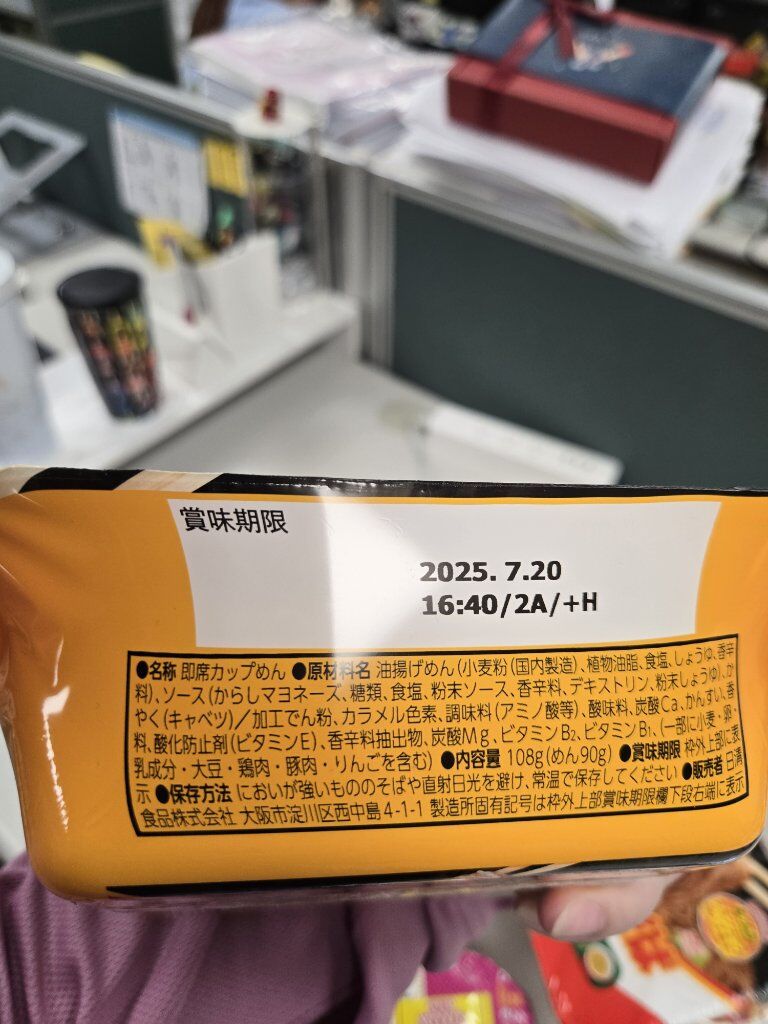 賞味期限
2025. 7.20
16:40/2A/+H
●名称 即席カップめん ●原材料名 油揚げめん(小麦粉(国内製造)、植物油脂、食塩、しょうゆ、香辛
料)、ソース(からしマヨネーズ、糖類、食塩、粉末ソース、香辛料、デキストリン、粉末しょうゆ)、か
やく(キャベツ)/加工でん粉、カラメル色素、調味料(アミノ酸等)、酸味料、炭酸Ca、かんすい、香
料、酸化防止剤(ビタミンE)、香辛料抽出物、炭酸Mg、ビタミンB₂、ビタミンB₁、(一部に小麦・卵・
乳成分・大豆・鶏肉・豚肉・りんごを含む) ●内容量 108g(めん90g) ●賞味期限 枠外上部に表
示 ●保存方法 においが強いもののそばや直射日光を避け、常温で保存してください ●販売者 日清
食品株式会社 大阪市淀川区西中島4-1-1 製造所固有記号は枠外上部賞味期限欄下段右端に表示